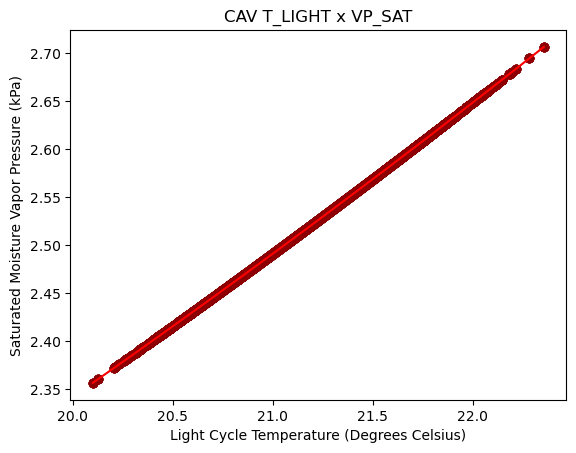 CAV T_LIGHT x VP_SAT
Saturated Moisture Vapor Pressure (kPa)
2.70
2.65
2.60
2.55
2.50
2.45
2.40
2.35
20.0 20.5 21.0 21.5 22.0
Light Cycle Temperature (Degrees Celsius)